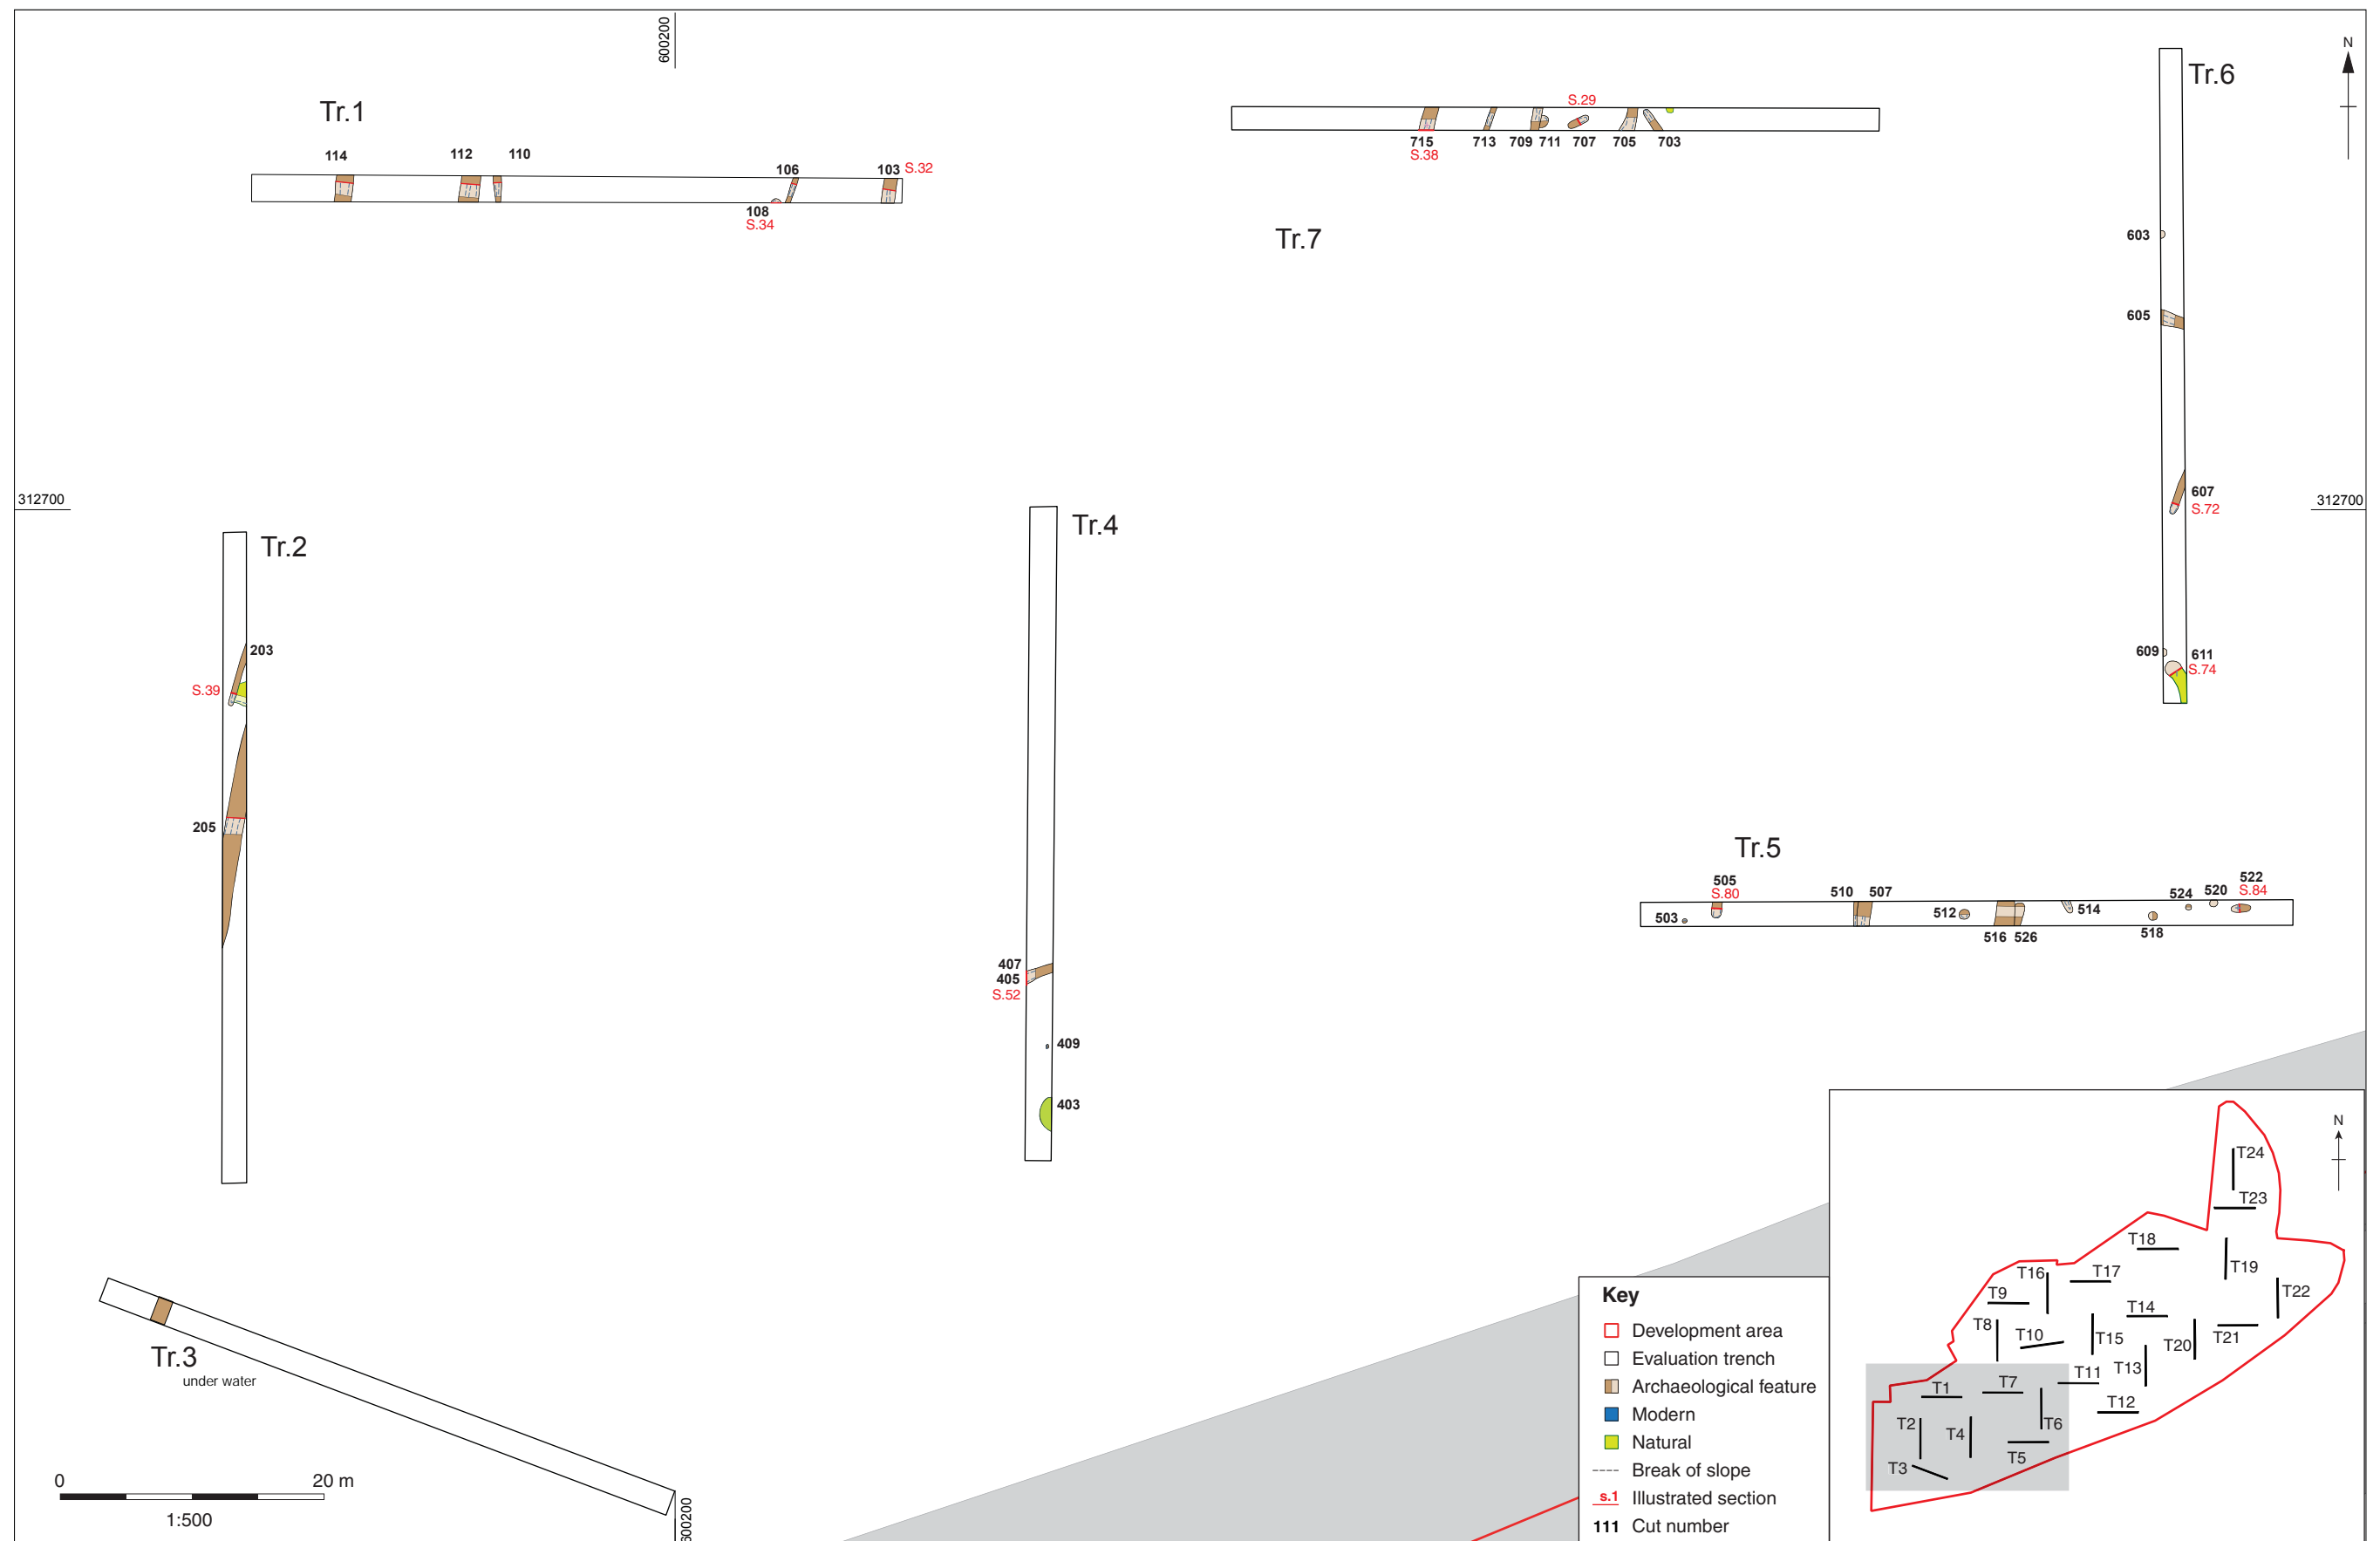 600200
N
Tr.6
Tr.1
S.29
715 713 709 711 707 705 703
S.38
114 112 110 106 103 S.32
108
S.34
Tr.7
603
605
312700
312700
607
S.72
Tr.2
Tr.4
203
S.39
205
609 611
S.74
Tr.5
505
S.80
510 507
522
S.84
524 520
503
512
514
516 526
518
407
405
S.52
409
403
Tr.3
under water
0 20 m
1:500
600200
Key
Development area
Evaluation trench
Archaeological feature
Modern
Natural
Break of slope
s.1 Illustrated section
111 Cut number
N
T24
T23
T18
T19
T16
T17
T22
T9
T14
T8
T10
T15
T20
T21
T13
T11
T1
T7
T12
T2
T4
T6
T5
T3